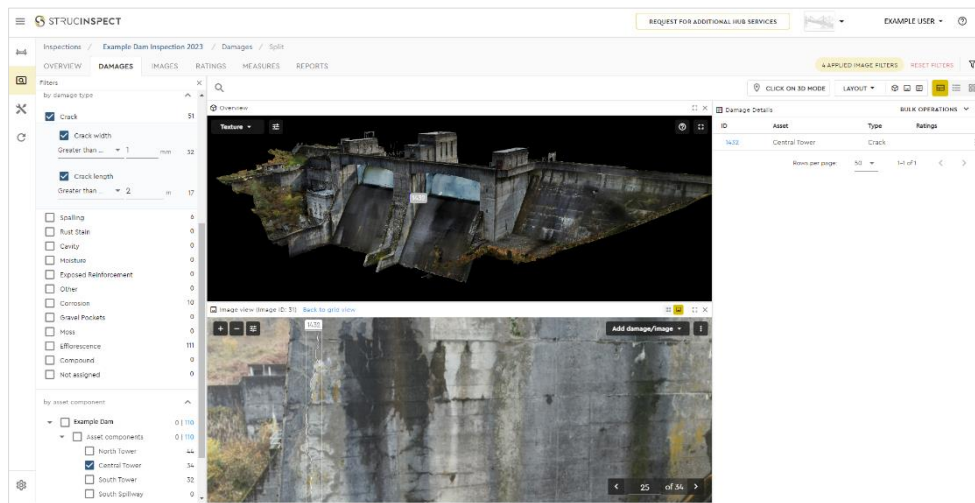 STRUCINSPECT
REQUEST FOR ADDITIONAL HUB SERVICES
EXAMPLE USER
Inspections / Example Dam Inspection 2023 / Damages / Split
OVERVIEW DAMAGES IMAGES RATINGS MEASURES REPORTS
4 APPLIED IMAGE FILTERS RESET FILTERS
Filters
by damage type
CLICK ON 3D MODE LAYOUT
Crack 51
Crack width
Greater than ... 1 mm 32
Crack length
Greater than ... 2 m 17
Spalling 6
Rust Stain 0
Cavity 0
Moisture 0
Exposed Reinforcement 0
Other 0
Corrosion 10
Gravel Pockets 0
Moss 0
Efflorescence 111
Compound 0
Not assigned 0
by asset component
Example Dam 0 | 110
Asset components 0 | 110
North Tower 44
Central Tower 34
South Tower 32
South Spillway 0
Overview
Texture
1432
Image view (Image ID: 31) Back to grid view
1432
Add damage/image
25 of 34
Damage Details BULK OPERATIONS
ID Asset Type Ratings
1432 Central Tower Crack
Rows per page: 50 1-1 of 1